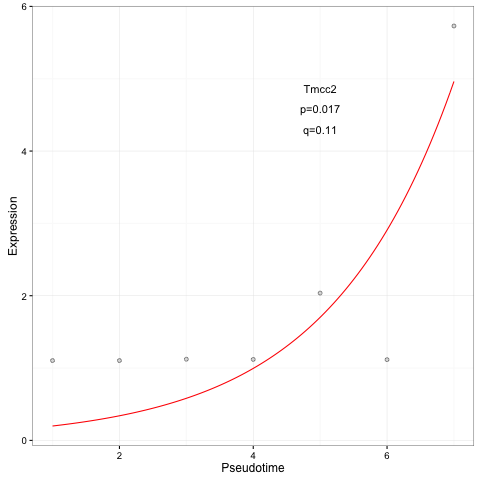 6
Tmcc2
p=0.017
q=0.11
4
Expression
2
0
2 4 6
Pseudotime